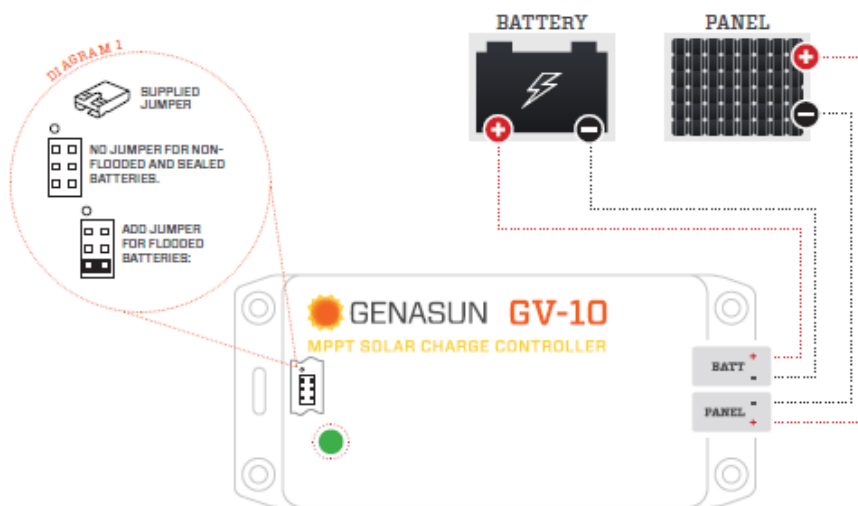 BATTERY
PANEL
DIAGRAM 1
SUPPLIED
JUMPER
NO JUMPER FOR NON-
FLOODED AND SEALED
BATTERIES.
ADD JUMPER
FOR FLOODED
BATTERIES:
GENASUN GV-10
MPPT SOLAR CHARGE CONTROLLER
BATT + -
PANEL - +